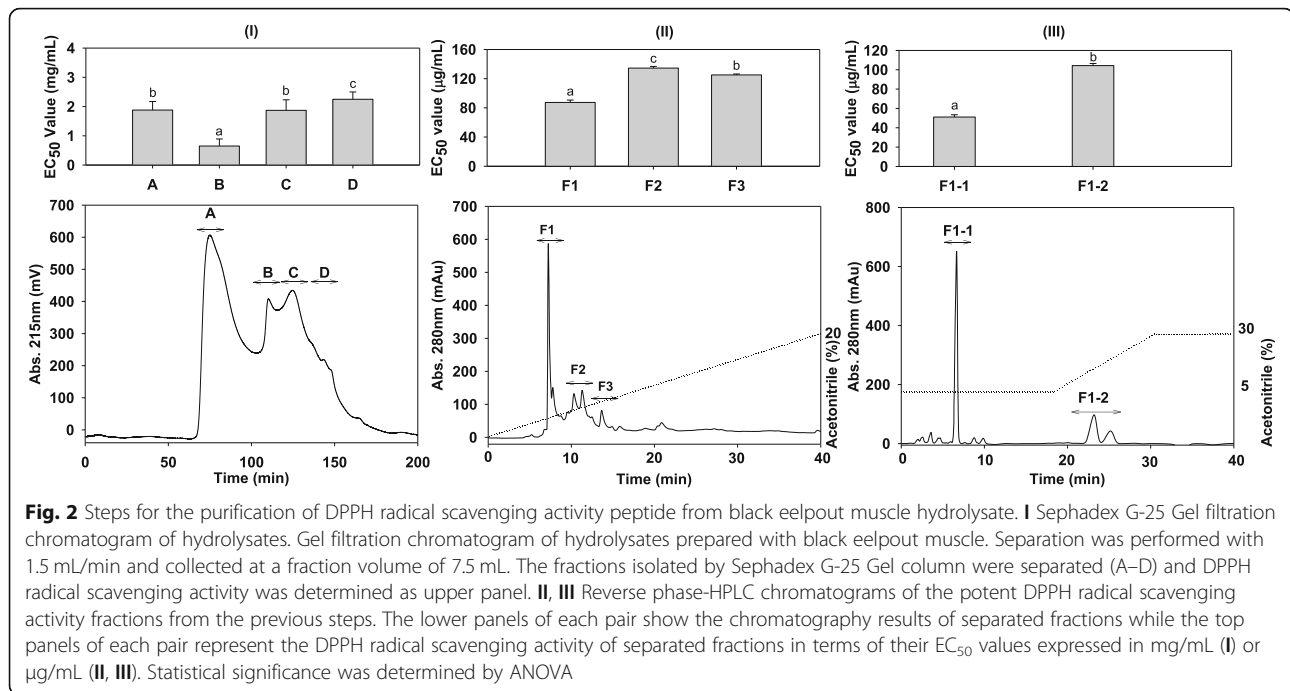 (I)
(II)
(III)
EC50 Value (mg/mL)
4
3
2
1
0
b
a
b
c
A
B
C
D
EC50 value (µg/mL)
160
120
80
40
0
a
c
b
F1
F2
F3
EC50 value (µg/mL)
120
100
80
60
40
20
0
a
b
F1-1
F1-2
Abs. 215nm (mV)
700
600
500
400
300
200
100
0
A
B
C
D
0
50
100
150
200
Time (min)
Abs. 280nm (mAu)
700
600
500
400
300
200
100
0
F1
F2
F3
20
Acetonitrile (%)
0
10
20
30
40
Time (min)
Abs. 280nm (mAu)
800
600
400
200
0
F1-1
F1-2
30
5
Acetonitrile (%)
0
10
20
30
40
Time (min)
Fig. 2 Steps for the purification of DPPH radical scavenging activity peptide from black eelpout muscle hydrolysate. I Sephadex G-25 Gel filtration
chromatogram of hydrolysates. Gel filtration chromatogram of hydrolysates prepared with black eelpout muscle. Separation was performed with
1.5 mL/min and collected at a fraction volume of 7.5 mL. The fractions isolated by Sephadex G-25 Gel column were separated (A–D) and DPPH
radical scavenging activity was determined as upper panel. II, III Reverse phase-HPLC chromatograms of the potent DPPH radical scavenging
activity fractions from the previous steps. The lower panels of each pair show the chromatography results of separated fractions while the top
panels of each pair represent the DPPH radical scavenging activity of separated fractions in terms of their EC50 values expressed in mg/mL (I) or
µg/mL (II, III). Statistical significance was determined by ANOVA